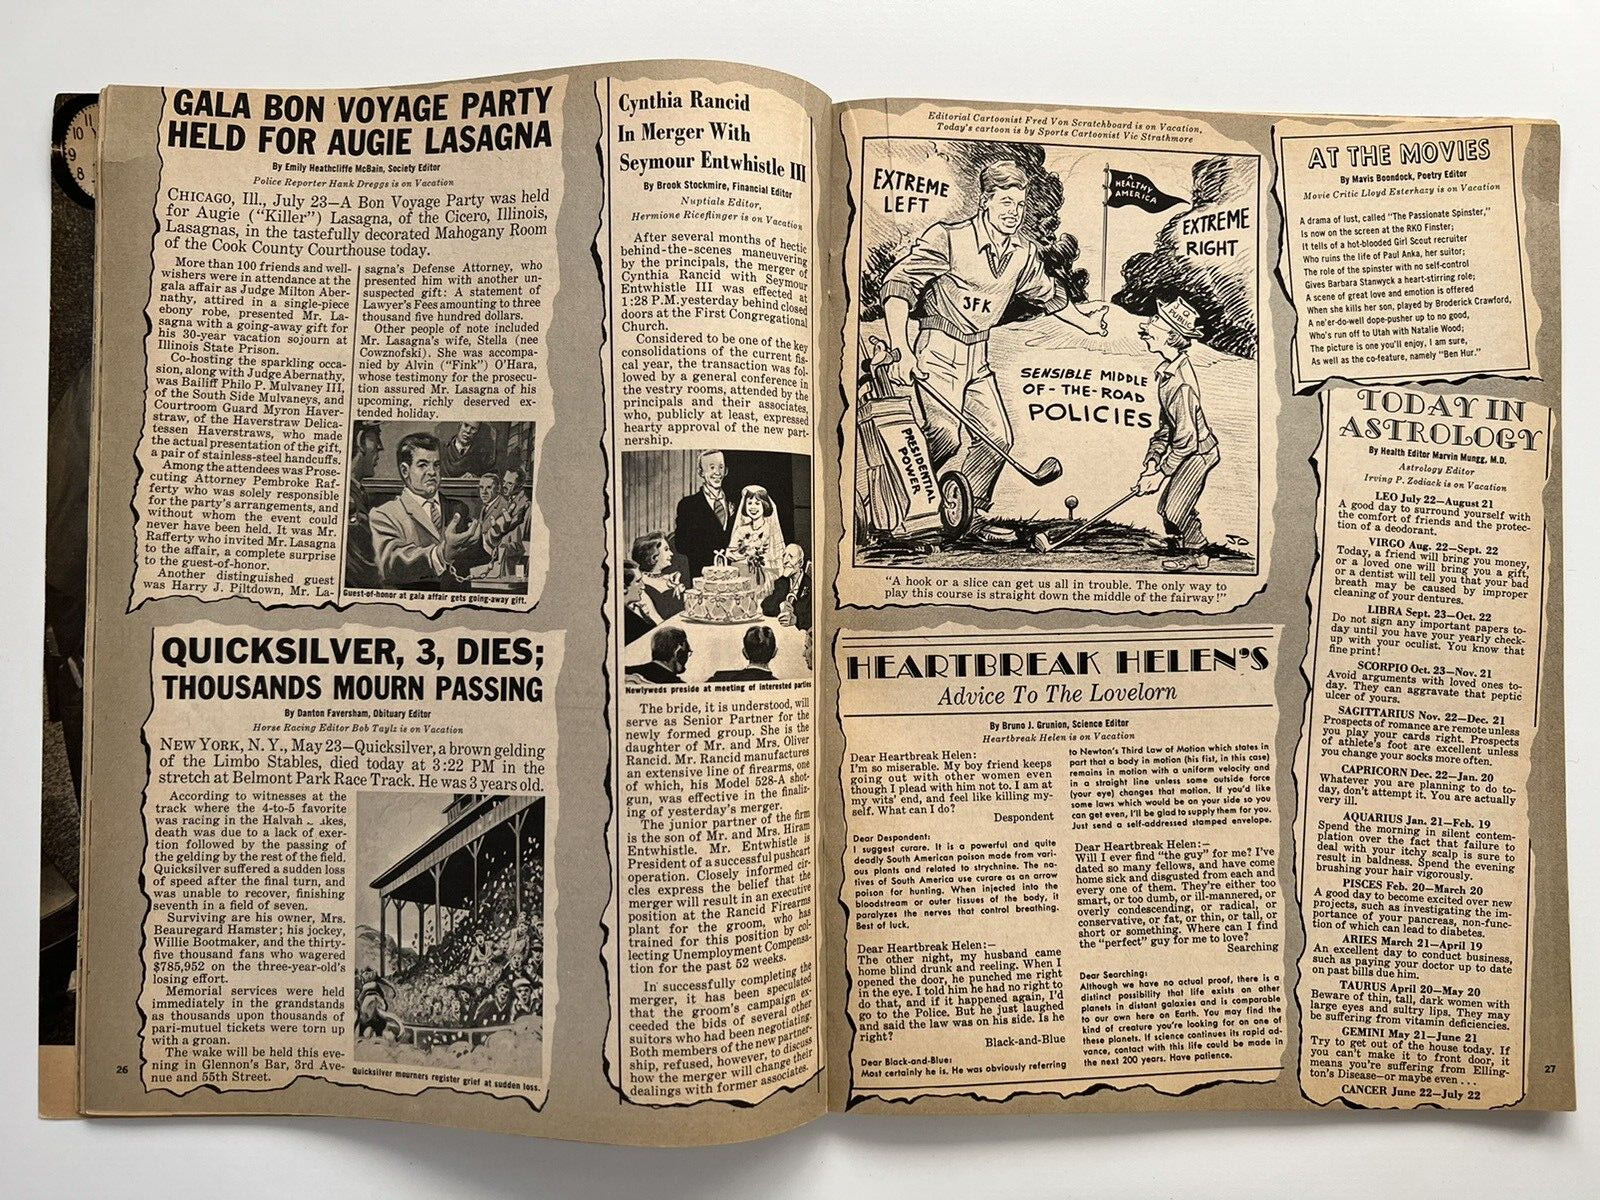 GALA BON VOYAGE PARTY
HELD FOR AUGIE LASAGNA
By Emily Heathcliffe McBain, Society Editor
Police Reporter Hank Dreggs is on Vacation
CHICAGO, Ill., July 23—A Bon Voyage Party was held
for Augie ("Killer") Lasagna, of the Cicero, Illinois,
Lasagnas, in the tastefully decorated Mahogany Room
of the Cook County Courthouse today.
More than 100 friends and well-
wishers were in attendance at the
gala affair as Judge Milton Aber-
nathy, attired in a single-piece
ebony robe, presented Mr. La-
sagna with a going-away gift for
his 30-year vacation sojourn at
Illinois State Prison.
Co-hosting the sparkling occa-
sion, along with Judge Abernathy,
was Bailiff Philo P. Mulvaney III,
of the South Side Mulvaneys, and
Courtroom Guard Myron Haver-
straw, of the Haverstraw Delica-
tessen Haverstraws, who made
the actual presentation of the gift,
a pair of stainless-steel handcuffs.
Among the attendees was Prose-
cuting Attorney Pembroke Raf-
ferty who was solely responsible
for the party's arrangements, and
without whom the event could
never have been held. It was Mr.
Rafferty who invited Mr. Lasagna
to the affair, a complete surprise
to the guest-of-honor.
Another distinguished guest
was Harry J. Piltdown, Mr. La-
sagna's Defense Attorney, who
presented him with another un-
suspected gift: A statement of
Lawyer's Fees amounting to three
thousand five hundred dollars.
Other people of note included
Mr. Lasagna's wife, Stella (nee
Cowznofski). She was accompa-
nied by Alvin ("Fink") O'Hara,
whose testimony for the prosecu-
tion assured Mr. Lasagna of his
upcoming, richly deserved ex-
tended holiday.
Guest-of-honor at gala affair gets going-away gift.
QUICKSILVER, 3, DIES;
THOUSANDS MOURN PASSING
By Danton Faversham, Obituary Editor
Horse Racing Editor Bob Taylz is on Vacation
NEW YORK, N. Y., May 23—Quicksilver, a brown gelding
of the Limbo Stables, died today at 3:22 PM in the
stretch at Belmont Park Race Track. He was 3 years old.
According to witnesses at the
track where the 4-to-5 favorite
was racing in the Halvah akes,
death was due to a lack of exer-
tion followed by the passing of
the gelding by the rest of the field.
Quicksilver suffered a sudden loss
of speed after the final turn, and
was unable to recover, finishing
seventh in a field of seven.
Surviving are his owner, Mrs.
Beauregard Hamster; his jockey,
Willie Bootmaker, and the thirty-
five thousand fans who wagered
$785,952 on the three-year-old's
losing effort.
Memorial services were held
immediately in the grandstands
as thousands upon thousands of
pari-mutuel tickets were torn up
with a groan.
The wake will be held this eve-
ning in Glennon's Bar, 3rd Ave-
nue and 55th Street.
Quicksilver mourners register grief at sudden loss.
26
Cynthia Rancid
In Merger With
Seymour Entwhistle III
By Brook Stockmire, Financial Editor
Nuptials Editor,
Hermione Riceflinger is on Vacation
After several months of hectic
behind-the-scenes maneuvering
by the principals, the merger of
Cynthia Rancid with Seymour
Entwhistle III was effected at
1:28 P.M. yesterday behind closed
doors at the First Congregational
Church.
Considered to be one of the key
consolidations of the current fis-
cal year, the transaction was fol-
lowed by a general conference in
the vestry rooms, attended by the
principals and their associates,
who, publicly at least, expressed
hearty approval of the new part-
nership.
Newlyweds preside at meeting of interested parties
The bride, it is understood, will
serve as Senior Partner for the
newly formed group. She is the
daughter of Mr. and Mrs. Oliver
Rancid. Mr. Rancid manufactures
an extensive line of firearms, one
of which, his Model 528-A shot-
gun, was effective in the finaliz-
ing of yesterday's merger.
The junior partner of the firm
is the son of Mr. and Mrs. Hiram
Entwhistle. Mr. Entwhistle is
President of a successful pushcart
operation. Closely informed cir-
cles express the belief that the
merger will result in an executive
position at the Rancid Firearms
plant for the groom, who has
trained for this position by col-
lecting Unemployment Compensa-
tion for the past 52 weeks.
In successfully completing the
merger, it has been speculated
that the groom's campaign ex-
ceeded the bids of several other
suitors who had been negotiating.
Both members of the new partner-
ship, refused, however, to discuss
how the merger will change their
dealings with former associates.
Editorial Cartoonist Fred Von Scratchboard is on Vacation,
Today's cartoon is by Sports Cartoonist Vic Strathmore
EXTREME
LEFT
A
HEALTHY
AMERICA
EXTREME
RIGHT
JFK
J.Q.
PUBLIC
SENSIBLE MIDDLE
OF-THE-ROAD
POLICIES
PRESIDENTIAL
POWER
JO
"A hook or a slice can get us all in trouble. The only way to
play this course is straight down the middle of the fairway!"
HEARTBREAK HELEN'S
Advice To The Lovelorn
By Bruno J. Grunion, Science Editor
Heartbreak Helen is on Vacation
Dear Heartbreak Helen:
I'm so miserable. My boy friend keeps
going out with other women even
though I plead with him not to. I am at
my wits' end, and feel like killing my-
self. What can I do?
Despondent
Dear Despondent:
I suggest curare. It is a powerful and quite
deadly South American poison made from vari-
ous plants and related to strychnine. The na-
tives of South America use curare as an arrow
poison for hunting. When injected into the
bloodstream or outer tissues of the body, it
paralyzes the nerves that control breathing.
Best of luck.
Dear Heartbreak Helen:—
The other night, my husband came
home blind drunk and reeling. When I
opened the door, he punched me right
in the eye. I told him he had no right to
do that, and if it happened again, I'd
go to the Police. But he just laughed
and said the law was on his side. Is he
right?
Black-and-Blue
Dear Black-and-Blue:
Most certainly he is. He was obviously referring
to Newton's Third Law of Motion which states in
part that a body in motion (his fist, in this case)
remains in motion with a uniform velocity and
in a straight line unless some outside force
(your eye) changes that motion. If you'd like
some laws which would be on your side so you
can get even, I'll be glad to supply them for you.
Just send a self-addressed stamped envelope.
Dear Heartbreak Helen:—
Will I ever find "the guy" for me? I've
dated so many fellows, and have come
home sick and disgusted from each and
every one of them. They're either too
smart, or too dumb, or ill-mannered, or
overly condescending, or radical, or
conservative, or fat, or thin, or tall, or
short or something. Where can I find
the "perfect" guy for me to love?
Searching
Dear Searching:
Although we have no actual proof, there is a
distinct possibility that life exists on other
planets in distant galaxies and is comparable
to our own here on Earth. You may find the
kind of creature you're looking for on one of
these planets. If science continues its rapid ad-
vance, contact with this life could be made in
the next 200 years. Have patience.
AT THE MOVIES
By Mavis Boondock, Poetry Editor
Movie Critic Lloyd Esterhazy is on Vacation
A drama of lust, called "The Passionate Spinster,"
Is now on the screen at the RKO Finster;
It tells of a hot-blooded Girl Scout recruiter
Who ruins the life of Paul Anka, her suitor;
The role of the spinster with no self-control
Gives Barbara Stanwyck a heart-stirring role;
A scene of great love and emotion is offered
When she kills her son, played by Broderick Crawford,
A ne'er-do-well dope-pusher up to no good,
Who's run off to Utah with Natalie Wood;
The picture is one you'll enjoy, I am sure,
As well as the co-feature, namely "Ben Hur."
TODAY IN
ASTROLOGY
By Health Editor Marvin Mungg, M.D.
Astrology Editor
Irving P. Zodiack is on Vacation
LEO July 22—August 21
A good day to surround yourself with
the comfort of friends and the protec-
tion of a deodorant.
VIRGO Aug. 22—Sept. 22
Today, a friend will bring you money,
or a loved one will bring you a gift,
or a dentist will tell you that your bad
breath may be caused by improper
cleaning of your dentures.
LIBRA Sept. 23—Oct. 22
Do not sign any important papers to-
day until you have your yearly check-
up with your oculist. You know that
fine print!
SCORPIO Oct. 23—Nov. 21
Avoid arguments with loved ones to-
day. They can aggravate that peptic
ulcer of yours.
SAGITTARIUS Nov. 22—Dec. 21
Prospects of romance are remote unless
you play your cards right. Prospects
of athlete's foot are excellent unless
you change your socks more often.
CAPRICORN Dec. 22—Jan. 20
Whatever you are planning to do to-
day, don't attempt it. You are actually
very ill.
AQUARIUS Jan. 21—Feb. 19
Spend the morning in silent contem-
plation over the fact that failure to
deal with your itchy scalp is sure to
result in baldness. Spend the evening
brushing your hair vigorously.
PISCES Feb. 20—March 20
A good day to become excited over new
projects, such as investigating the im-
portance of your pancreas, non-func-
tion of which can lead to diabetes.
ARIES March 21—April 19
An excellent day to conduct business,
such as paying your doctor up to date
on past bills due him.
TAURUS April 20—May 20
Beware of thin, tall, dark women with
large eyes and sultry lips. They may
be suffering from vitamin deficiencies.
GEMINI May 21—June 21
Try to get out of the house today. If
you can't make it to front door, it
means you're suffering from Elling-
ton's Disease—or maybe even . . .
CANCER June 22—July 22
27